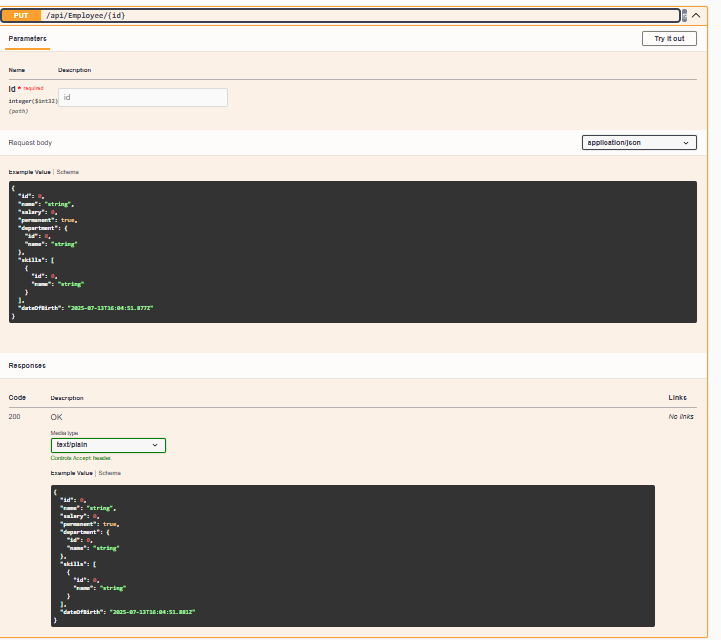 PUT /api/Employee/{id}
Parameters
Try it out
Name Description
id * required
integer($int32)
(path)
id
Request body
application/json
Example Value | Schema
{
  "id": 0,
  "name": "string",
  "salary": 0,
  "permanent": true,
  "department": {
    "id": 0,
    "name": "string"
  },
  "skills": [
    {
      "id": 0,
      "name": "string"
    }
  ],
  "dateOfBirth": "2025-07-13T16:04:51.877Z"
}
Responses
Code Description Links
200 OK No links
Media type
text/plain
Controls Accept header.
Example Value | Schema
{
  "id": 0,
  "name": "string",
  "salary": 0,
  "permanent": true,
  "department": {
    "id": 0,
    "name": "string"
  },
  "skills": [
    {
      "id": 0,
      "name": "string"
    }
  ],
  "dateOfBirth": "2025-07-13T16:04:51.881Z"
}